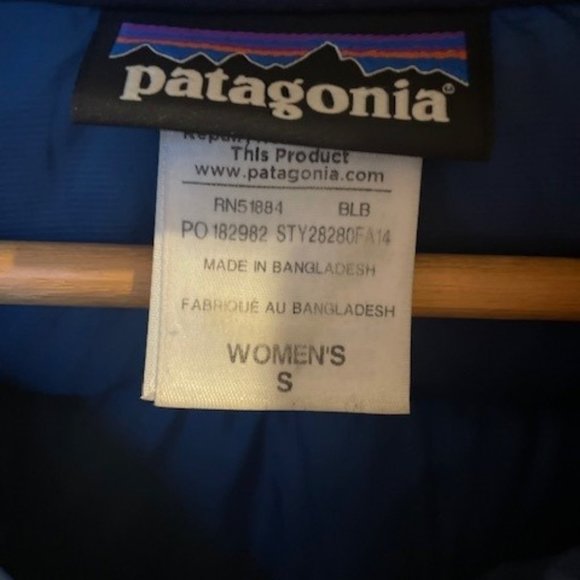 patagonia®
This Product
www.patagonia.com
RN51884 BLB
PO 182982 STY28280FA14
MADE IN BANGLADESH
FABRIQUÉ AU BANGLADESH
WOMEN'S
S